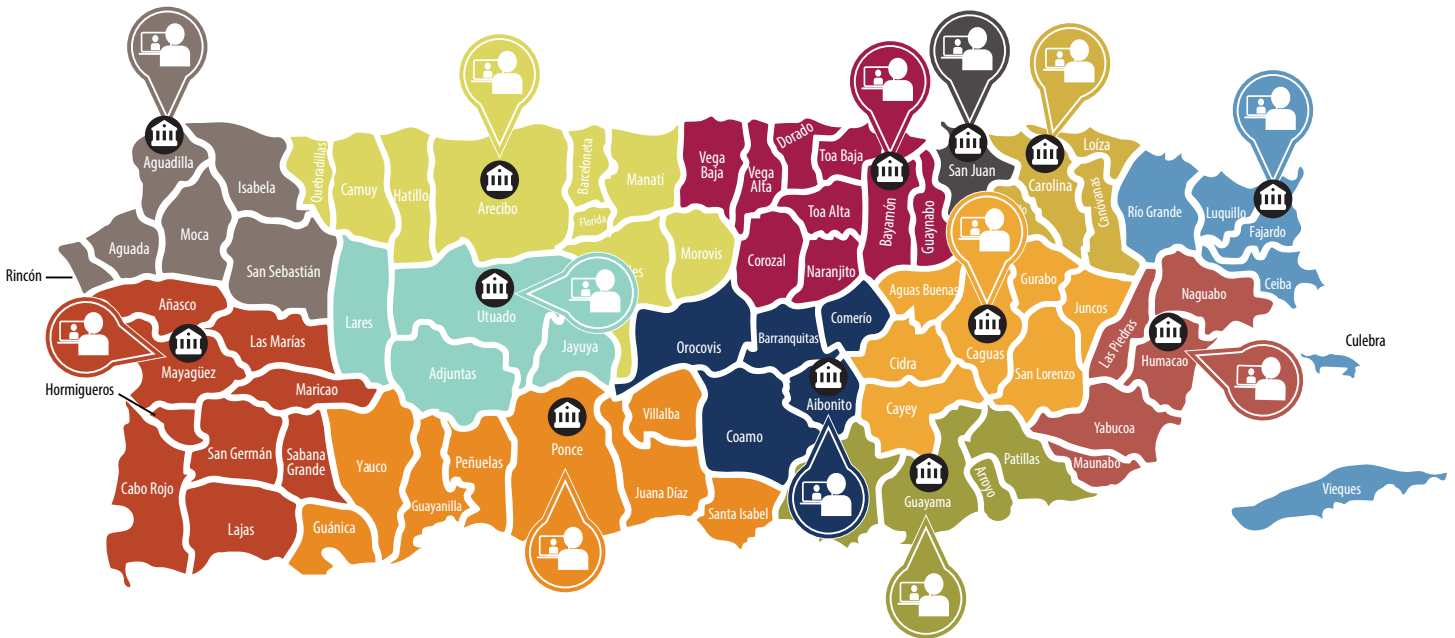 Aguadilla
Isabela
Quebradillas
Camuy
Hatillo
Arecibo
Barceloneta
Florida
Manatí
Vega
Baja
Vega
Alta
Dorado
Toa Baja
Toa Alta
Bayamón
Guaynabo
San Juan
Carolina
Loíza
Canóvanas
Río Grande
Luquillo
Fajardo
Ceiba
Rincón
Aguada
Moca
San Sebastián
Lares
Utuado
Morovis
Corozal
Naranjito
Aguas Buenas
Gurabo
Juncos
Naguabo
Las Piedras
Humacao
Culebra
Añasco
Las Marías
Mayagüez
Hormigueros
Maricao
Adjuntas
Jayuya
Orocovis
Barranquitas
Comerío
Cidra
Caguas
San Lorenzo
Aibonito
Cayey
Yabucoa
Maunabo
Vieques
Cabo Rojo
San Germán
Sabana
Grande
Lajas
Yauco
Guánica
Guayanilla
Peñuelas
Ponce
Villalba
Juana Díaz
Coamo
Santa Isabel
Guayama
Arroyo
Patillas